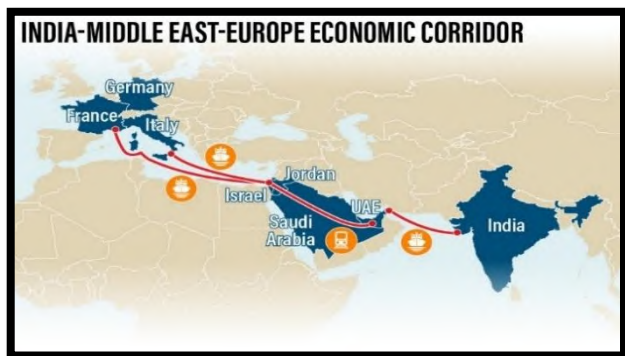 INDIA-MIDDLE EAST-EUROPE ECONOMIC CORRIDOR
Germany
France
Italy
Jordan
Israel
UAE
Saudi
Arabia
India